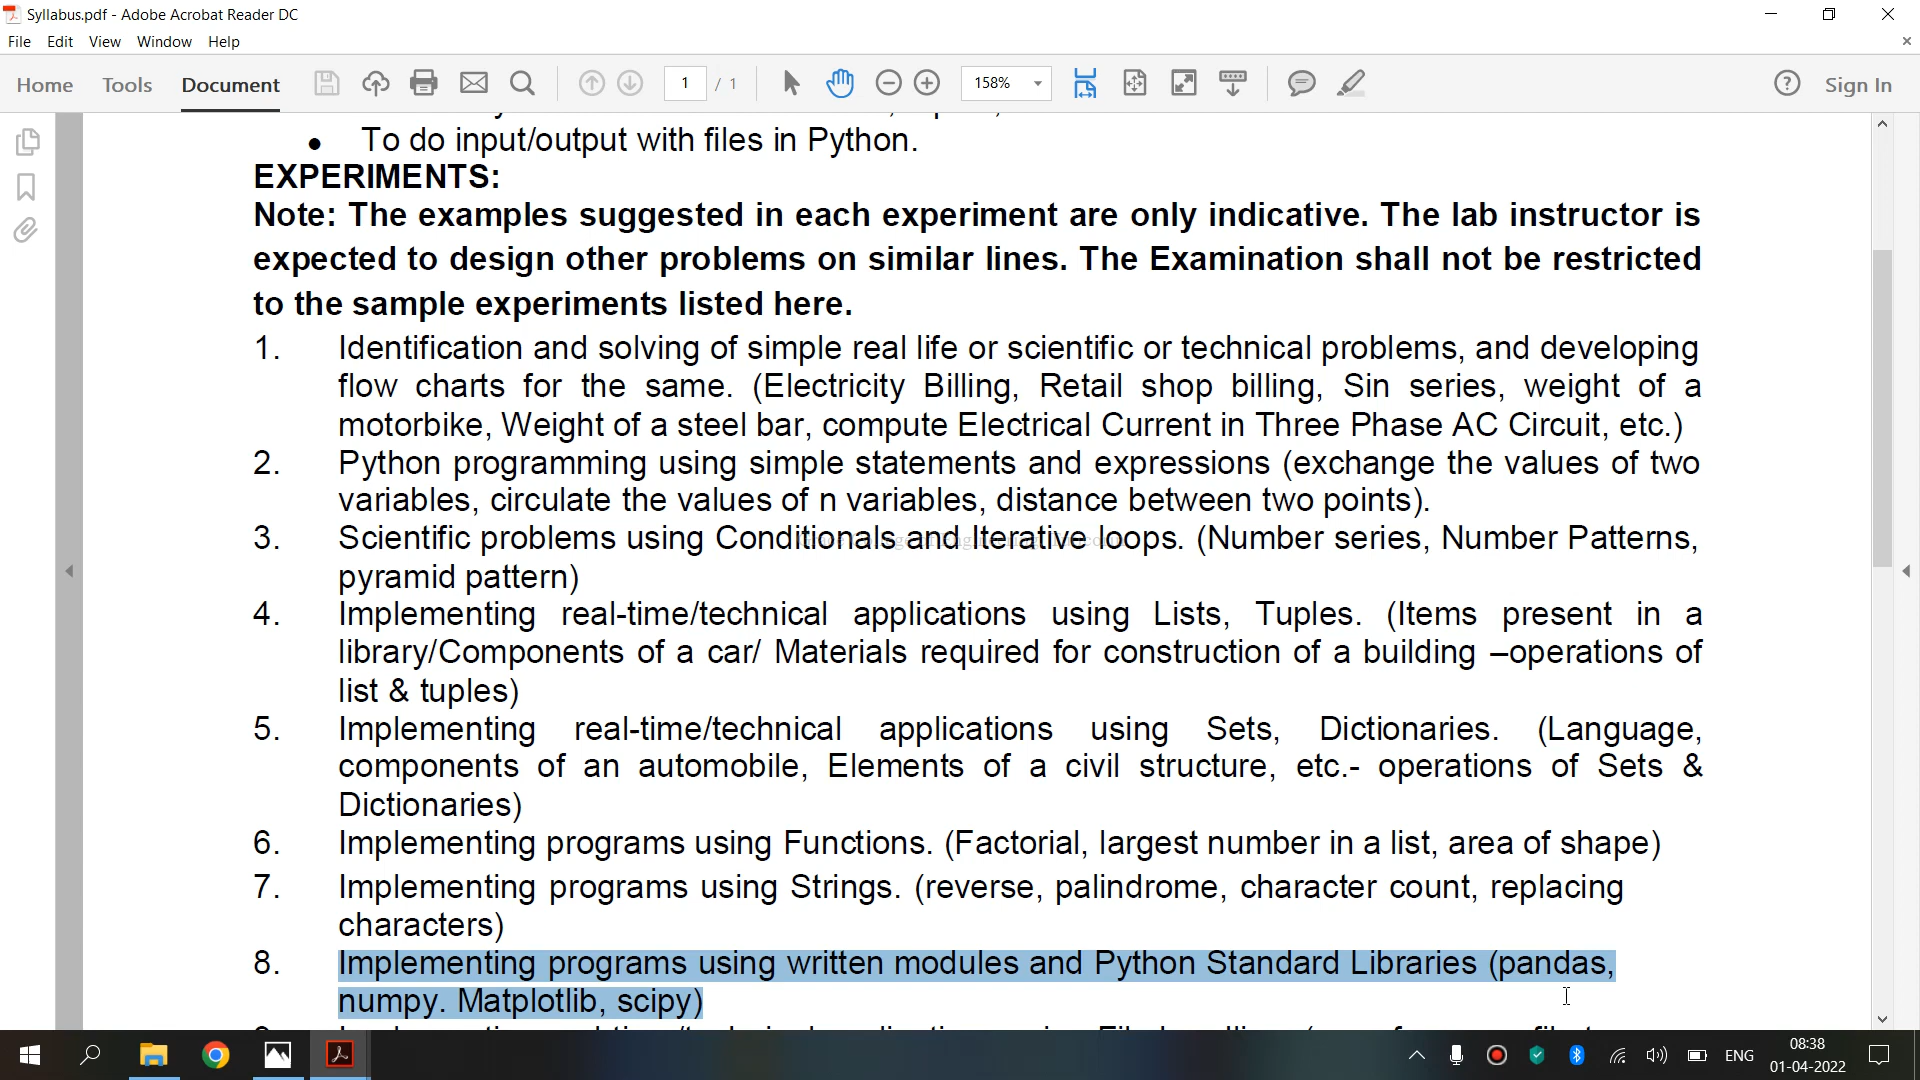 Syllabus.pdf - Adobe Acrobat Reader DC
File Edit View Window Help
Home Tools Document 1 / 1 158% Sign In
• To do input/output with files in Python.
EXPERIMENTS:
Note: The examples suggested in each experiment are only indicative. The lab instructor is
expected to design other problems on similar lines. The Examination shall not be restricted
to the sample experiments listed here.
1. Identification and solving of simple real life or scientific or technical problems, and developing
flow charts for the same. (Electricity Billing, Retail shop billing, Sin series, weight of a
motorbike, Weight of a steel bar, compute Electrical Current in Three Phase AC Circuit, etc.)
2. Python programming using simple statements and expressions (exchange the values of two
variables, circulate the values of n variables, distance between two points).
3. Scientific problems using Conditionals and Iterative loops. (Number series, Number Patterns,
pyramid pattern)
4. Implementing real-time/technical applications using Lists, Tuples. (Items present in a
library/Components of a car/ Materials required for construction of a building –operations of
list & tuples)
5. Implementing real-time/technical applications using Sets, Dictionaries. (Language,
components of an automobile, Elements of a civil structure, etc.- operations of Sets &
Dictionaries)
6. Implementing programs using Functions. (Factorial, largest number in a list, area of shape)
7. Implementing programs using Strings. (reverse, palindrome, character count, replacing
characters)
8. Implementing programs using written modules and Python Standard Libraries (pandas,
numpy. Matplotlib, scipy)
ENG
08:38
01-04-2022